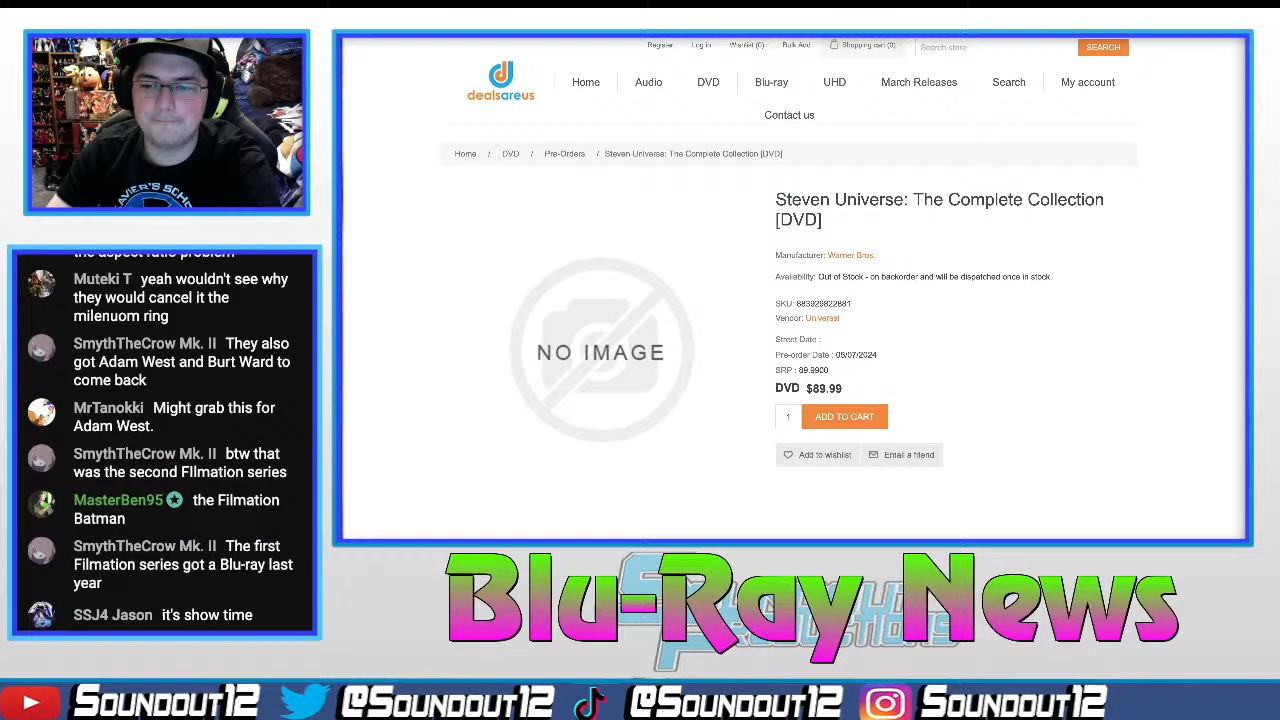 AVIER'S SCHO
Register
Log in
Wishlist (0)
Bulk Add
Shopping cart (0)
Search store
SEARCH
dealsareus
Home
Audio
DVD
Blu-ray
UHD
March Releases
Search
My account
Contact us
Home / DVD / Pre-Orders / Steven Universe: The Complete Collection [DVD]
NO IMAGE
Steven Universe: The Complete Collection
[DVD]
Manufacturer: Warner Bros.
Availability: Out of Stock - on backorder and will be dispatched once in stock.
SKU: 883929822881
Vendor: Universal
Street Date :
Pre-order Date : 05/07/2024
SRP : 89.9900
DVD $89.99
1
ADD TO CART
Add to wishlist
Email a friend
the aspect ratio problem
Muteki T yeah wouldn't see why
they would cancel it the
milenuom ring
SmythTheCrow Mk. II They also
got Adam West and Burt Ward to
come back
MrTanokki Might grab this for
Adam West.
SmythTheCrow Mk. II btw that
was the second FIlmation series
MasterBen95 the Filmation
Batman
SmythTheCrow Mk. II The first
Filmation series got a Blu-ray last
year
SSJ4 Jason it's show time
Blu-Ray News
Soundout12
@Soundout12
@Soundout12
Soundout12